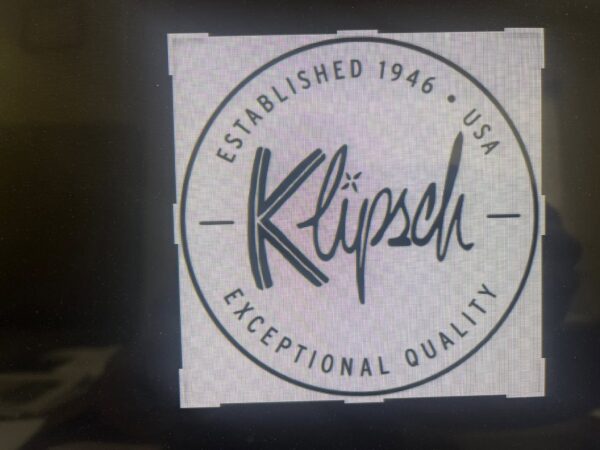 ESTABLISHED 1946 • USA
Klipsch
EXCEPTIONAL QUALITY